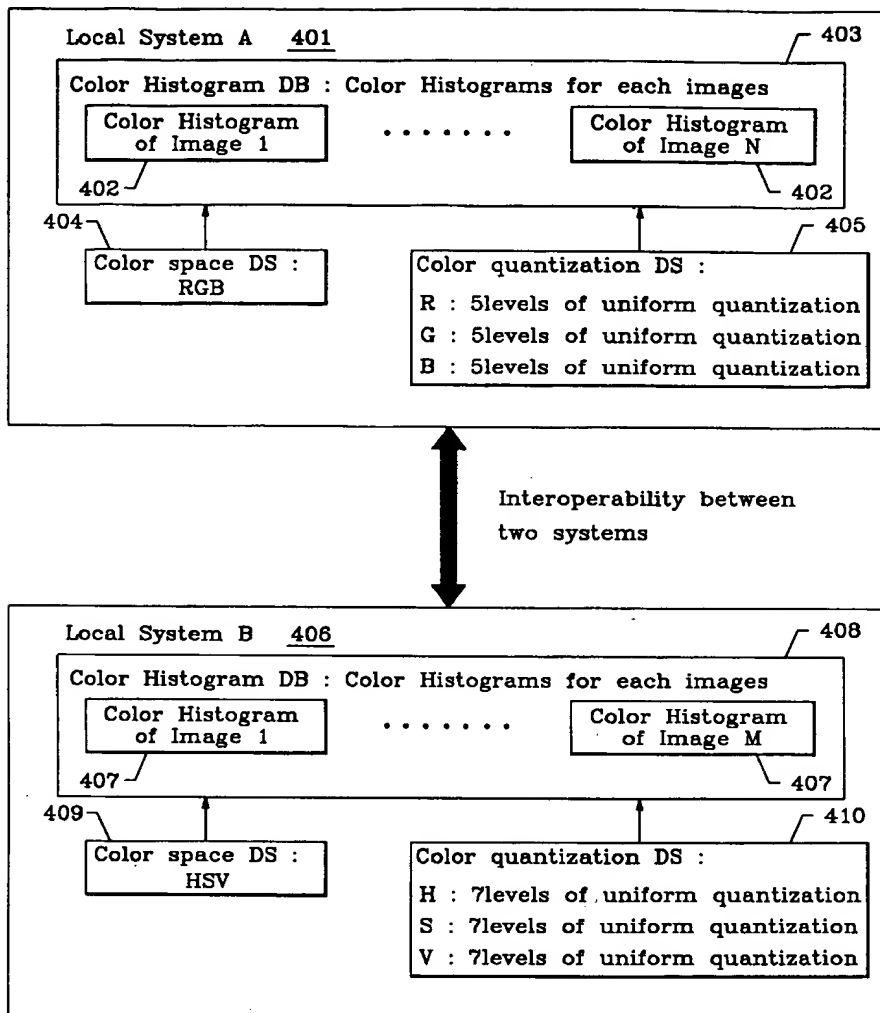 Local System A 401
403
Color Histogram DB : Color Histograms for each images
Color Histogram
of Image 1
. . . . . . .
Color Histogram
of Image N
402
402
404
405
Color space DS :
RGB
Color quantization DS :
R : 5levels of uniform quantization
G : 5levels of uniform quantization
B : 5levels of uniform quantization
Interoperability between
two systems
Local System B 406
408
Color Histogram DB : Color Histograms for each images
Color Histogram
of Image 1
. . . . . . .
Color Histogram
of Image M
407
407
409
410
Color space DS :
HSV
Color quantization DS :
H : 7levels of uniform quantization
S : 7levels of uniform quantization
V : 7levels of uniform quantization